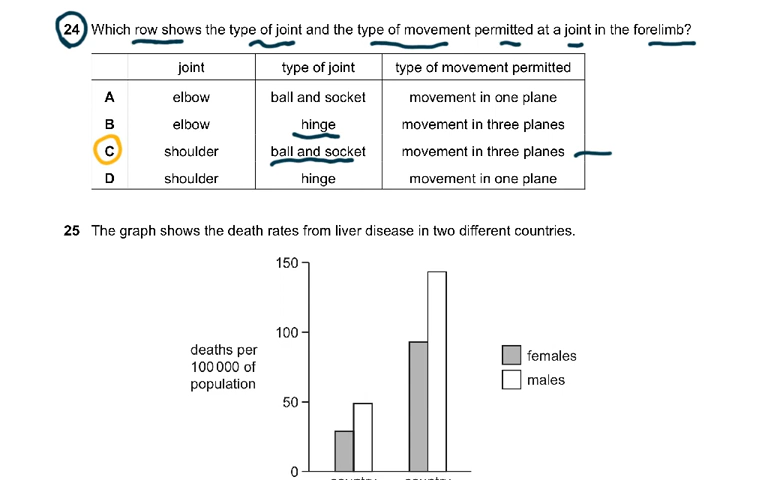 24 Which row shows the type of joint and the type of movement permitted at a joint in the forelimb?
joint type of joint type of movement permitted
A elbow ball and socket movement in one plane
B elbow hinge movement in three planes
C shoulder ball and socket movement in three planes
D shoulder hinge movement in one plane
25 The graph shows the death rates from liver disease in two different countries.
150
100
50
0
deaths per
100 000 of
population
females
males
country country